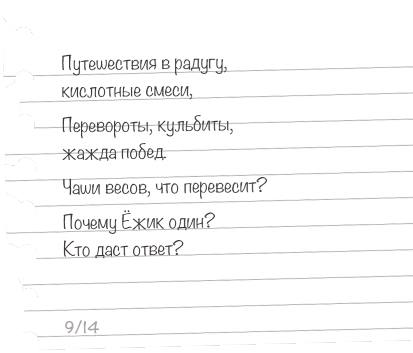 Путешествия в радугу,
кислотные смеси,
Перевороты, кульбиты,
жажда побед.
Чаши весов, что перевесит?
Почему Ёжик один?
Кто даст ответ?
9/14